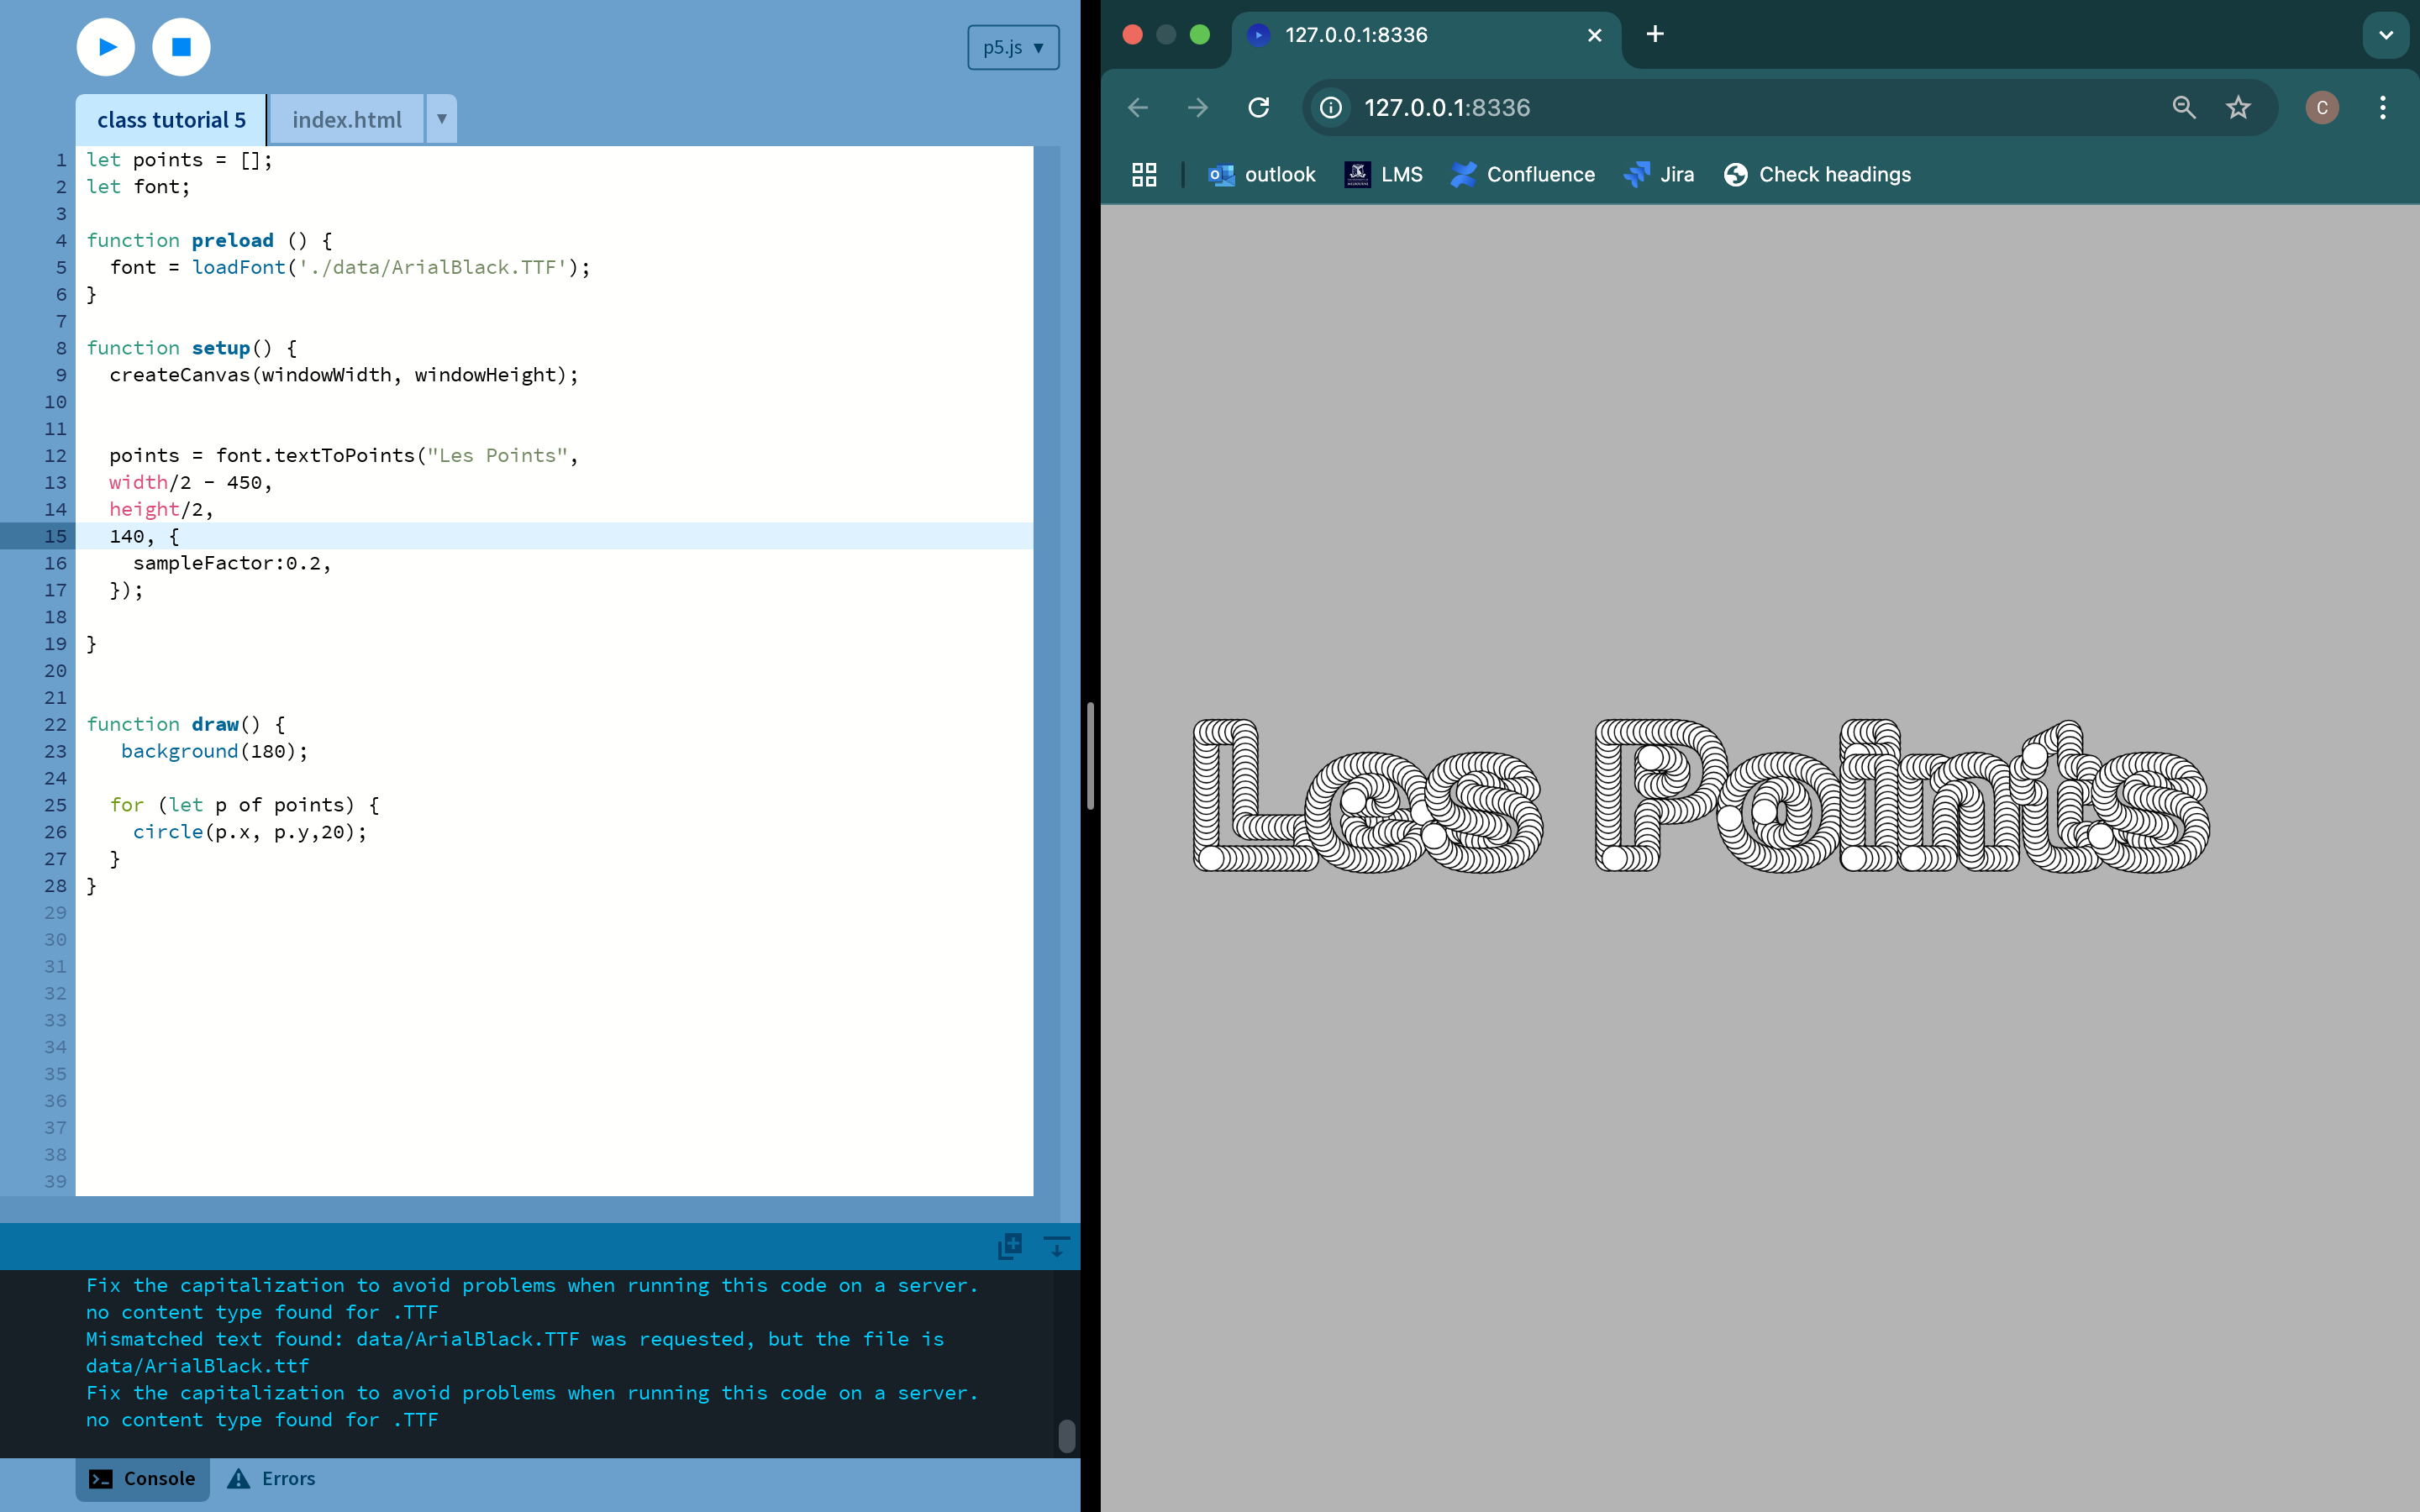 p5.js ▾
class tutorial 5
index.html
▾
1 let points = [];
2 let font;
3
4 function preload () {
5 font = loadFont('./data/ArialBlack.TTF');
6 }
7
8 function setup() {
9 createCanvas(windowWidth, windowHeight);
10
11
12 points = font.textToPoints("Les Points",
13 width/2 - 450,
14 height/2,
15 140, {
16 sampleFactor:0.2,
17 });
18
19 }
20
21
22 function draw() {
23 background(180);
24
25 for (let p of points) {
26 circle(p.x, p.y,20);
27 }
28 }
29
30
31
32
33
34
35
36
37
38
39
Fix the capitalization to avoid problems when running this code on a server.
no content type found for .TTF
Mismatched text found: data/ArialBlack.TTF was requested, but the file is
data/ArialBlack.ttf
Fix the capitalization to avoid problems when running this code on a server.
no content type found for .TTF
Console
Errors
127.0.0.1:8336
127.0.0.1:8336
C
outlook
LMS
Confluence
Jira
Check headings
Les Points